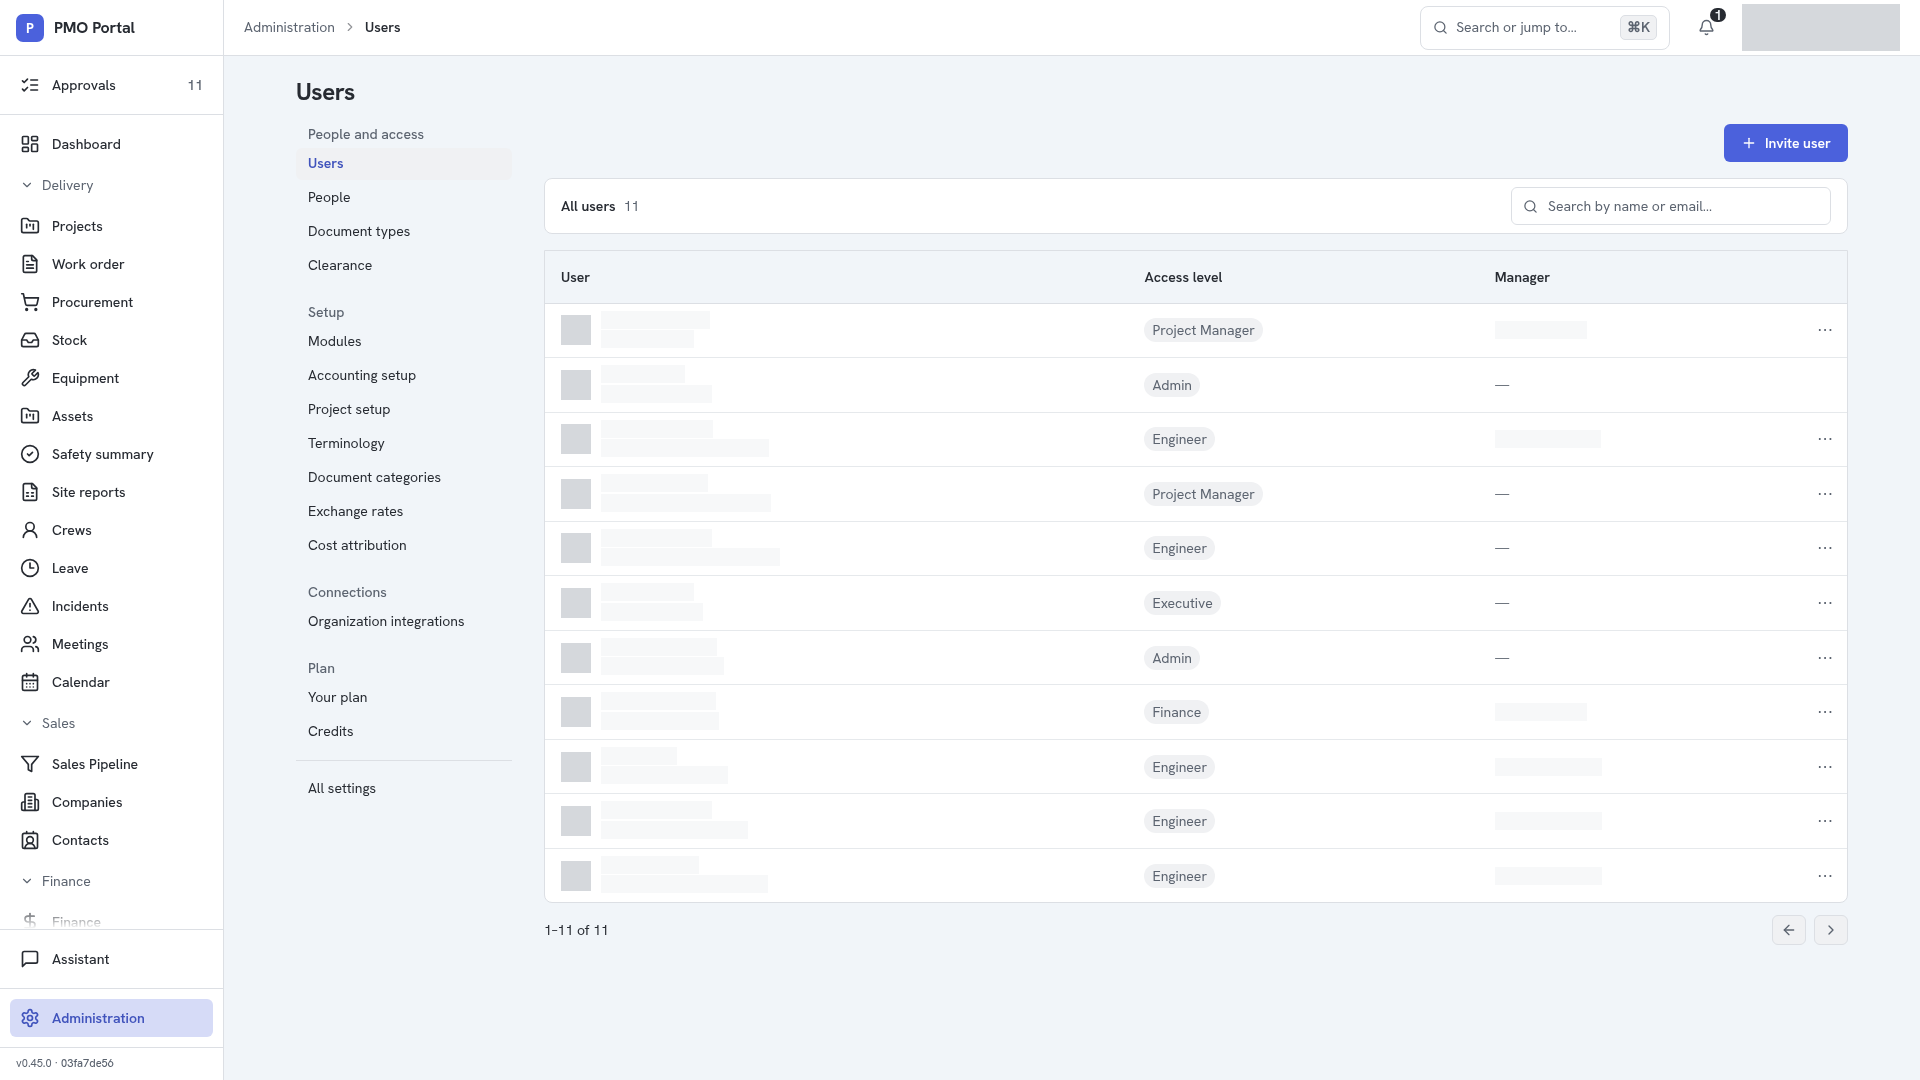 P PMO Portal
Administration > Users
Search or jump to... ⌘K
1
Approvals 11
Dashboard
Delivery
Projects
Work order
Procurement
Stock
Equipment
Assets
Safety summary
Site reports
Crews
Leave
Incidents
Meetings
Calendar
Sales
Sales Pipeline
Companies
Contacts
Finance
Finance
Assistant
Administration
v0.45.0 · 03fa7de56
Users
People and access
Users
People
Document types
Clearance
Setup
Modules
Accounting setup
Project setup
Terminology
Document categories
Exchange rates
Cost attribution
Connections
Organization integrations
Plan
Your plan
Credits
All settings
+ Invite user
All users 11
Search by name or email...
User Access level Manager
Project Manager ...
Admin —
Engineer ...
Project Manager — ...
Engineer — ...
Executive — ...
Admin — ...
Finance ...
Engineer ...
Engineer ...
Engineer ...
1–11 of 11